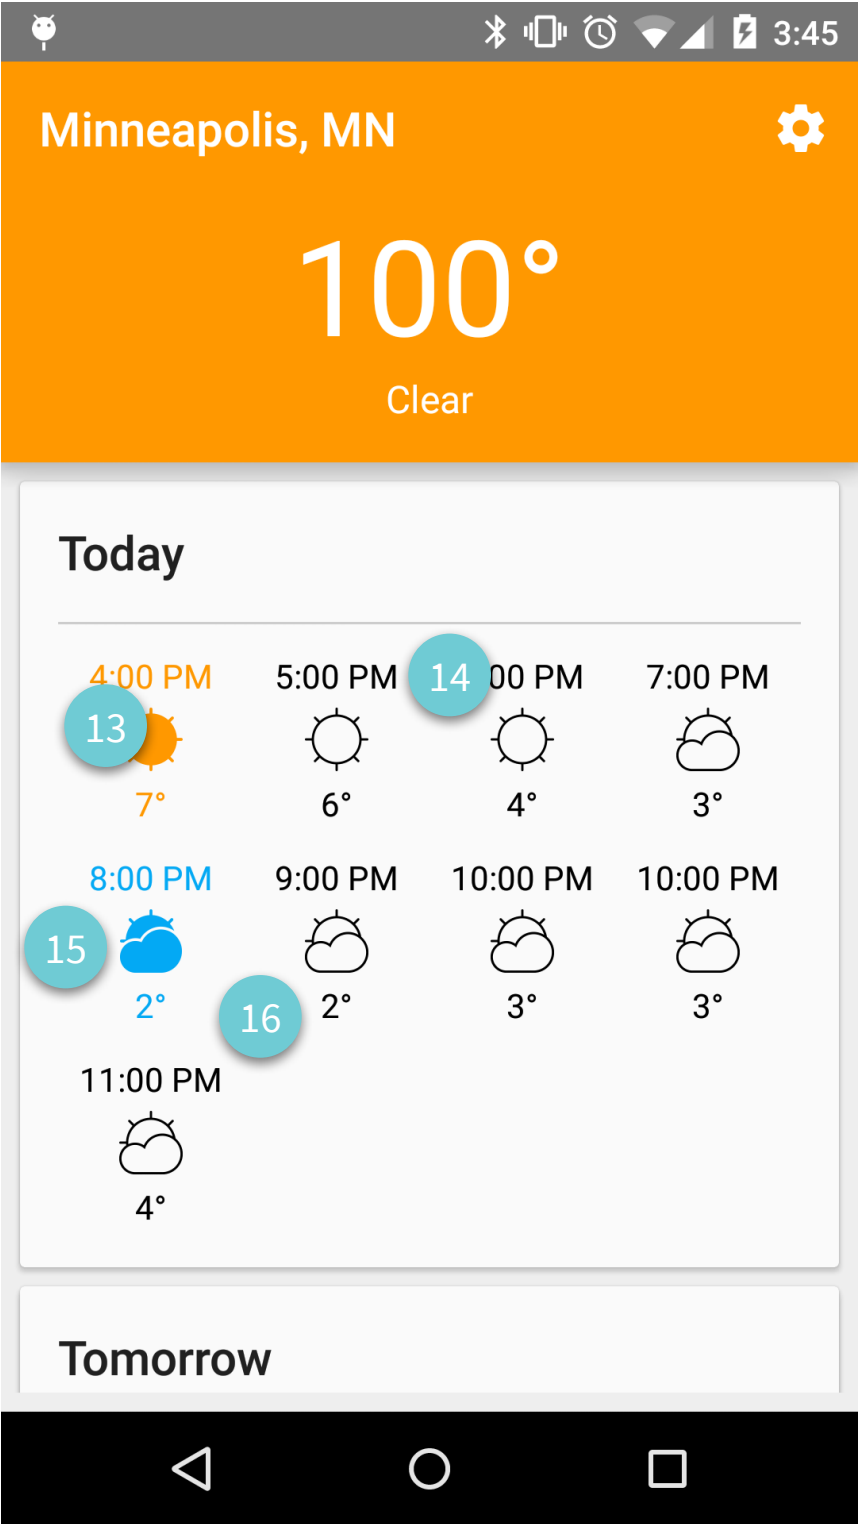 3:45
Minneapolis, MN
100°
Clear
Today
4:00 PM 5:00 PM 14 00 PM 7:00 PM
13
7° 6° 4° 3°
8:00 PM 9:00 PM 10:00 PM 10:00 PM
15
2° 16 2° 3° 3°
11:00 PM
4°
Tomorrow